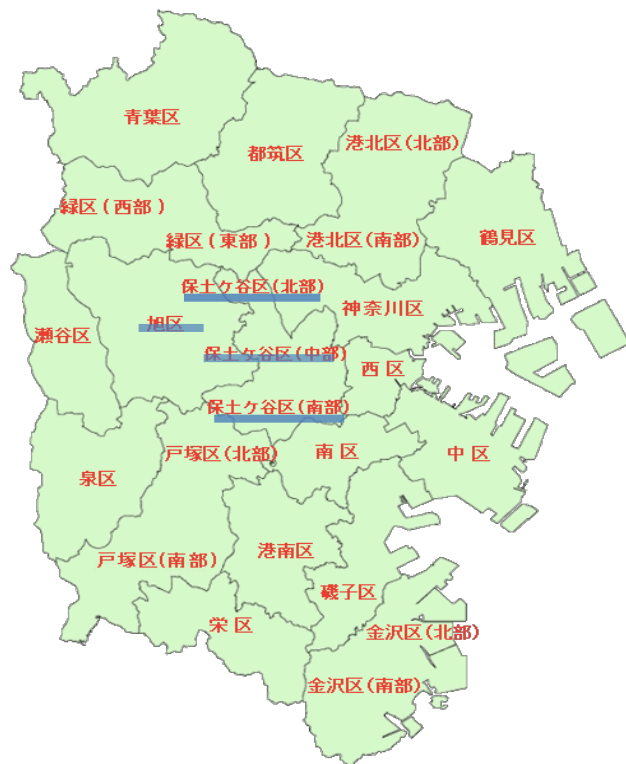 青葉区
都筑区
港北区(北部)
緑区(西部)
緑区(東部)
港北区(南部)
鶴見区
保土ケ谷区(北部)
神奈川区
旭区
瀬谷区
保土ケ谷区(中部)
西区
保土ケ谷区(南部)
戸塚区(北部)
南区
中区
泉区
港南区
戸塚区(南部)
磯子区
栄区
金沢区(北部)
金沢区(南部)